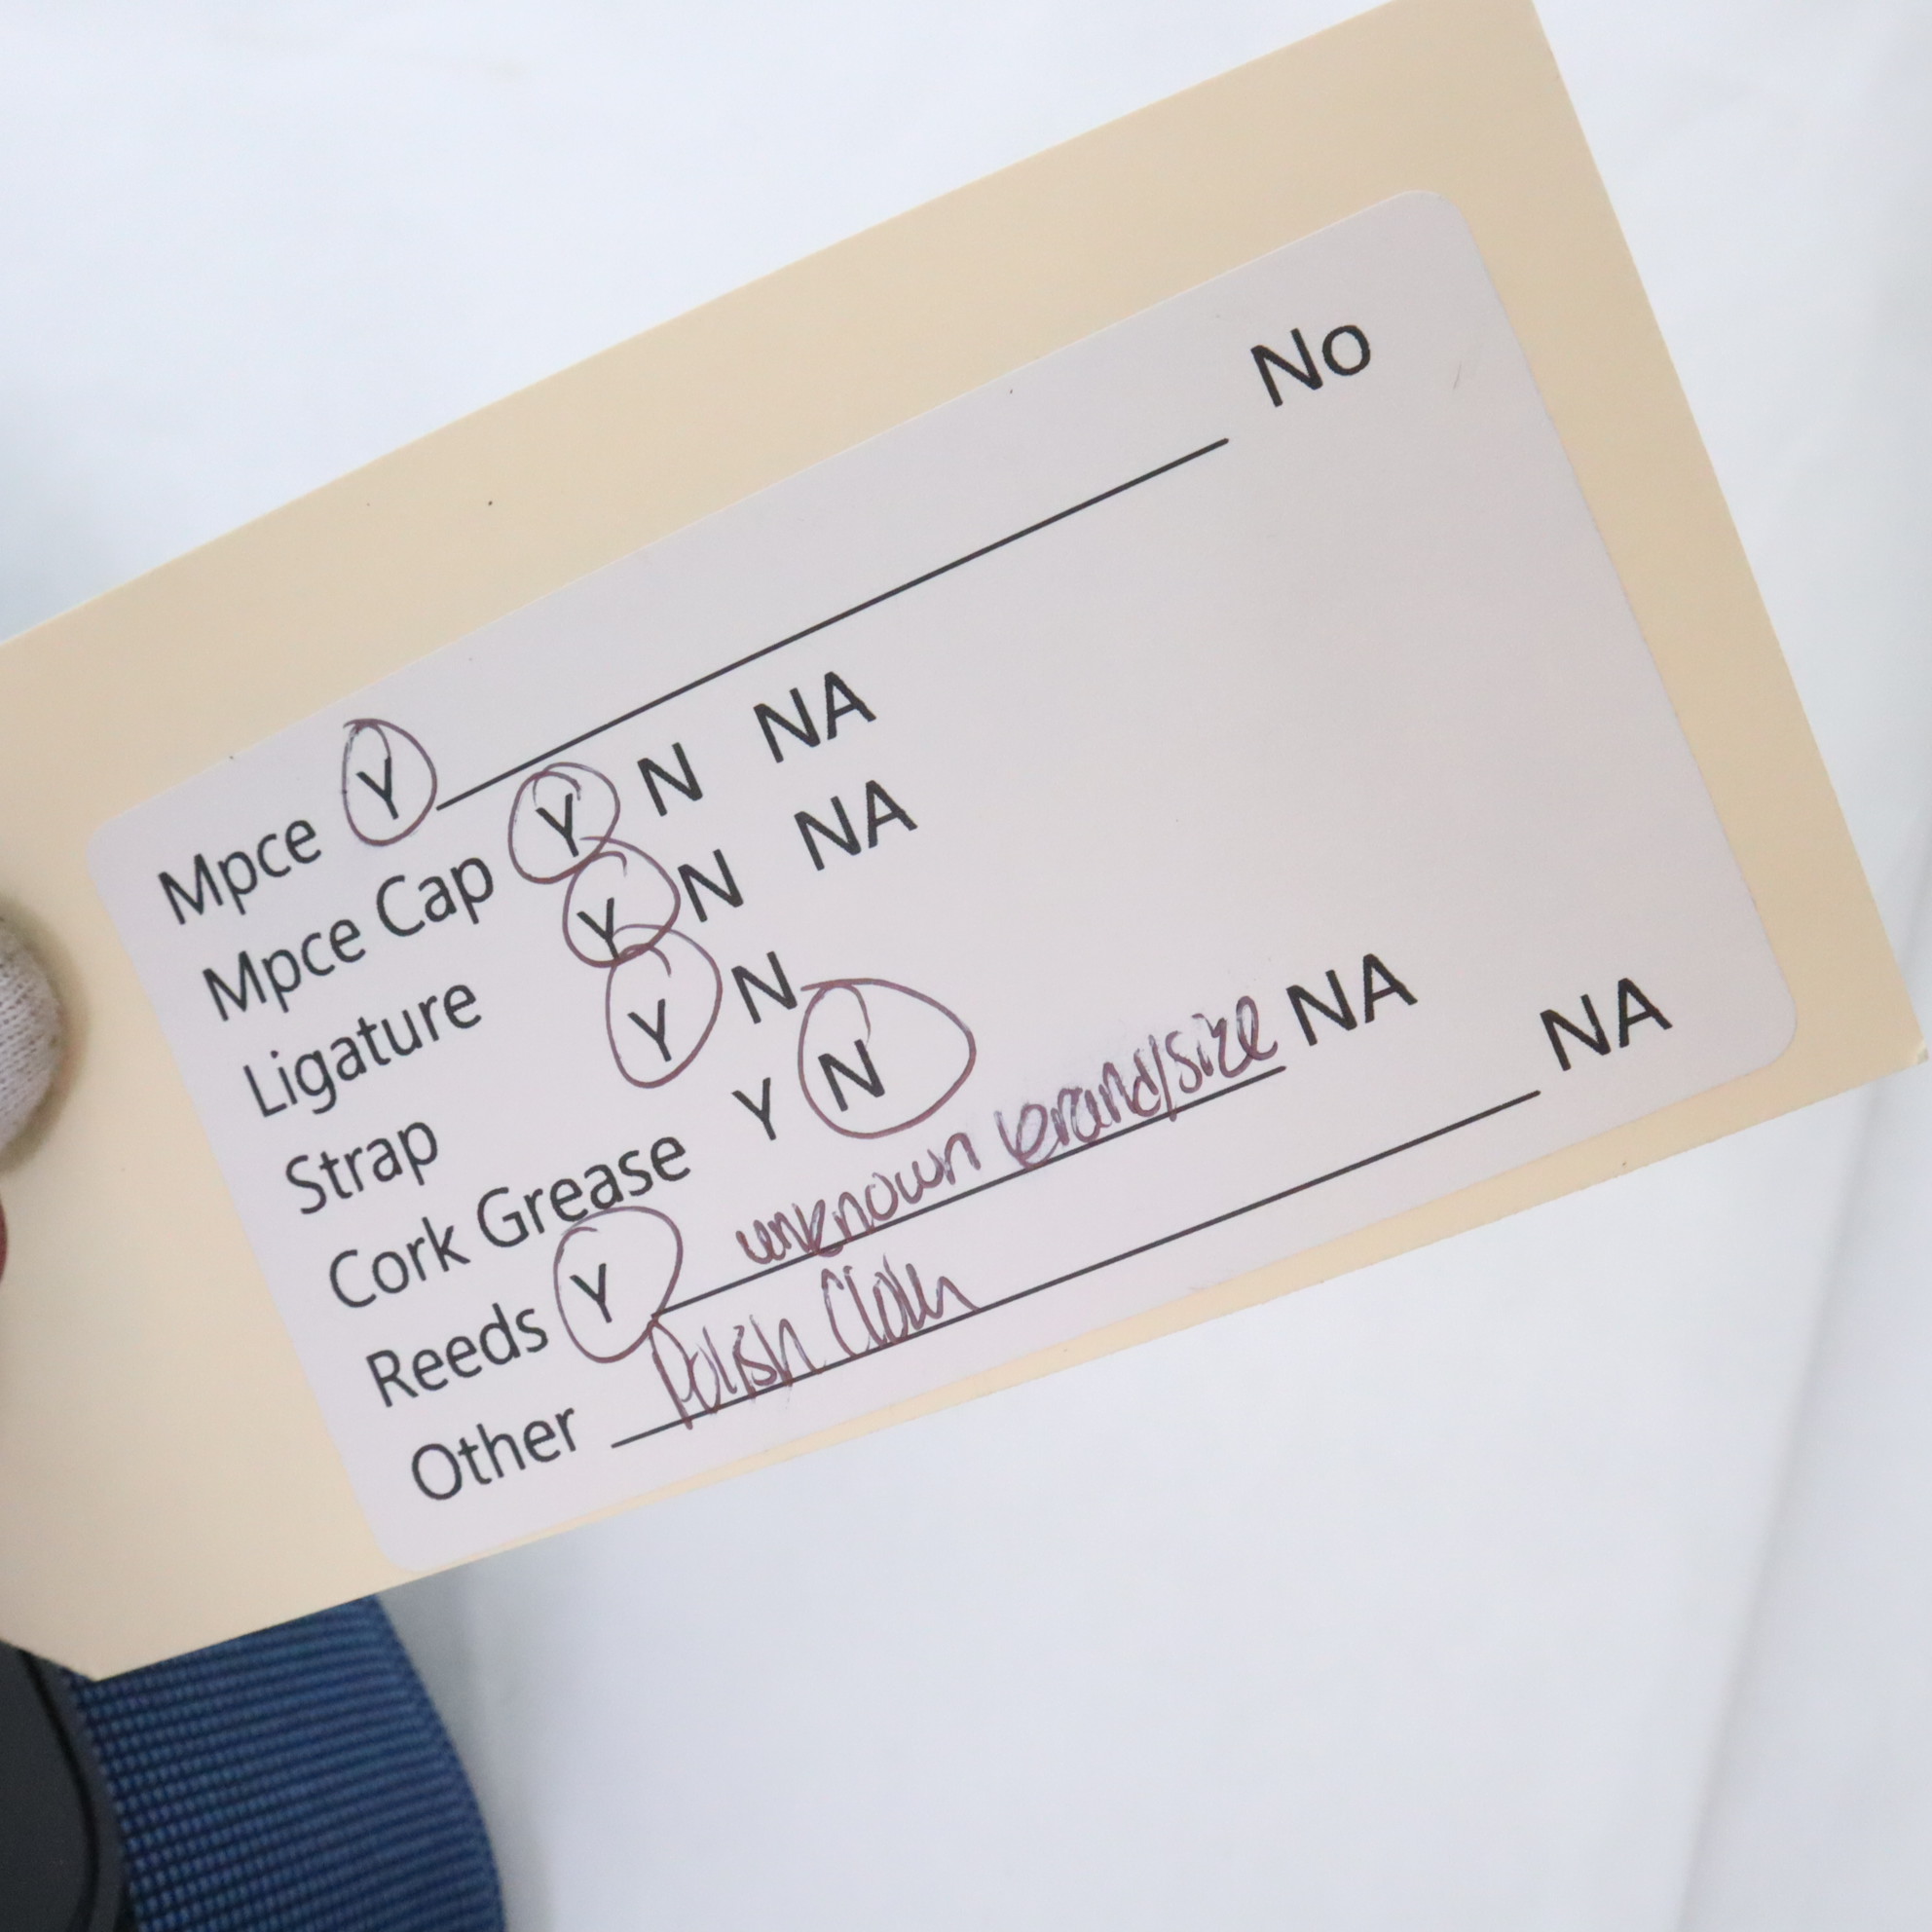 Mpce Y ____ No
Mpce Cap Y N NA
Ligature Y N NA
Strap Y N
Cork Grease Y N
Reeds Y unknown brand/size NA
Other Polish Cloth NA